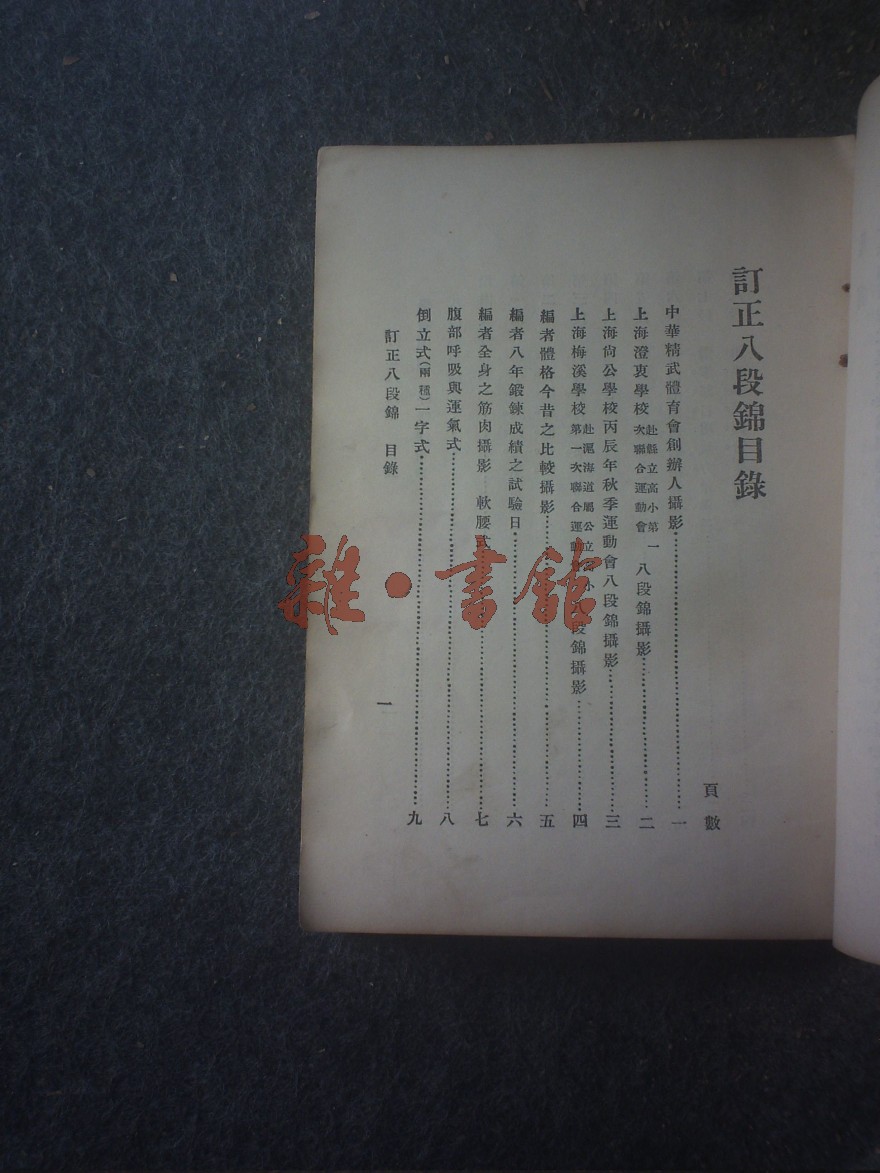 訂正八段錦目錄
頁數
中華精武體育會創辦人攝影…………一
上海澄衷學校赴縣立高小第一次聯合運動會八段錦攝影…………二
上海尙公學校丙辰年秋季運動會八段錦攝影…………三
上海梅溪學校赴滬海道屬公立高小第一次聯合運動八段錦攝影…………四
編者體格今昔之比較攝影…………五
編者八年鍛鍊成績之試驗日…………六
編者全身之筋肉攝影 軟腰式…………七
腹部呼吸與運氣式…………八
倒立式(兩種)一字式…………九
訂正八段錦 目錄
一
雜·書館